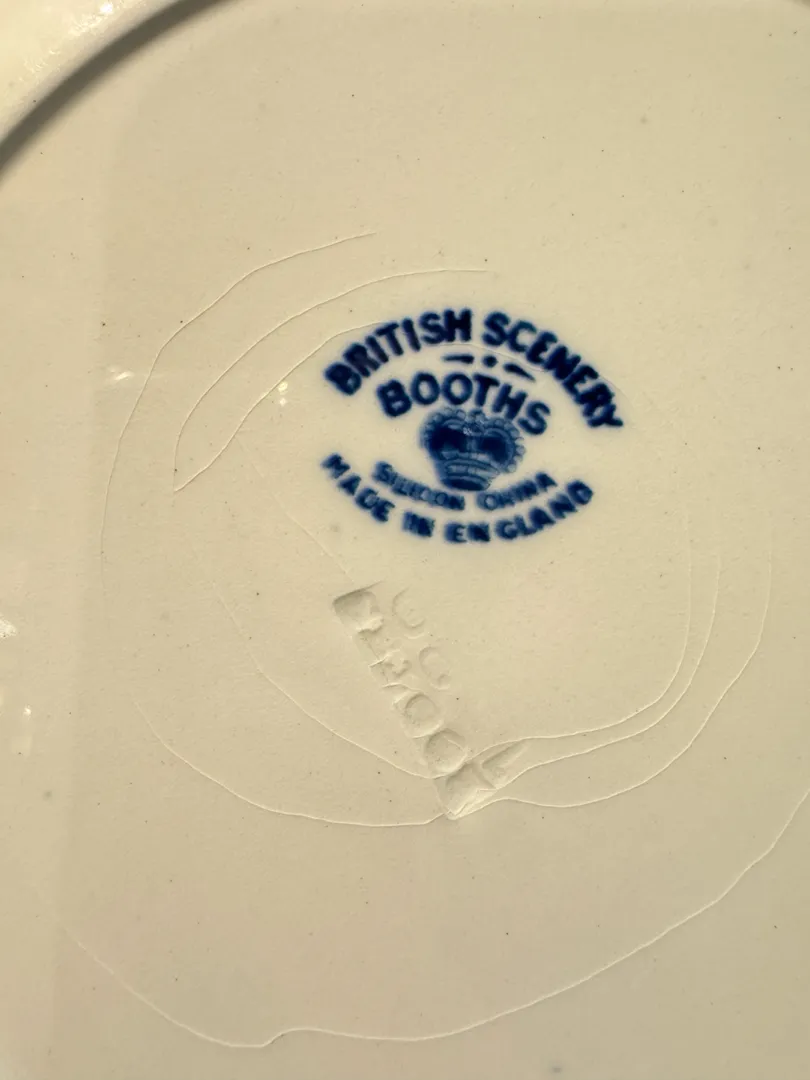 BRITISH SCENERY
BOOTHS
SILICON CHINA
MADE IN ENGLAND